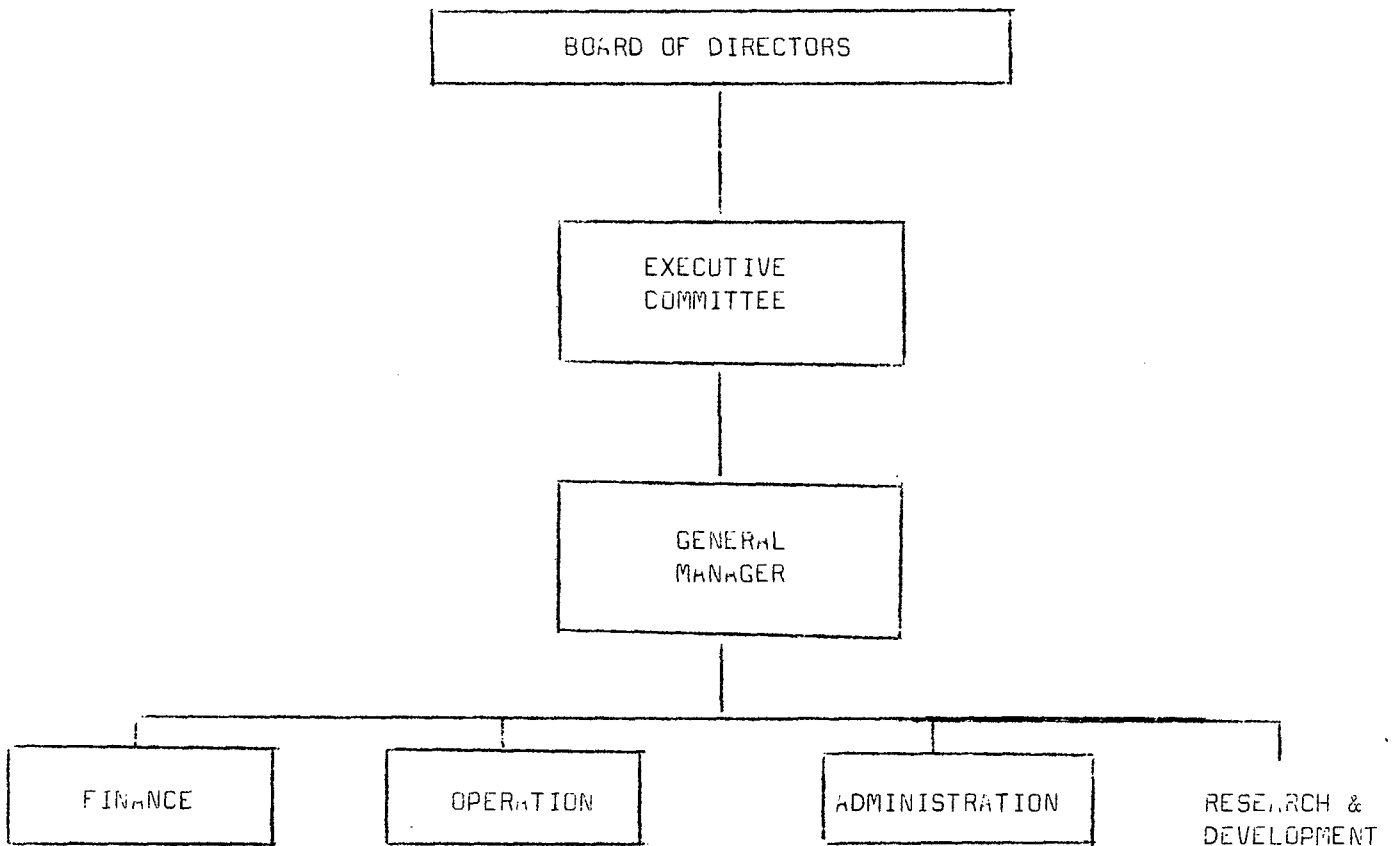 BOARD OF DIRECTORS
EXECUTIVE
COMMITTEE
GENERAL
MANAGER
FINANCE
OPERATION
ADMINISTRATION
RESEARCH &
DEVELOPMENT